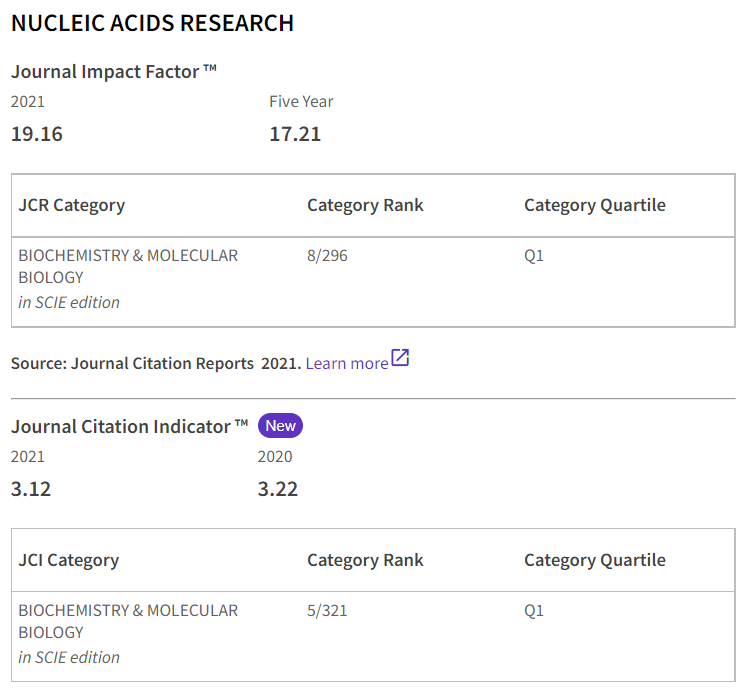 NUCLEIC ACIDS RESEARCH
Journal Impact Factor ™
2021 Five Year
19.16 17.21
JCR Category Category Rank Category Quartile
BIOCHEMISTRY & MOLECULAR 8/296 Q1
BIOLOGY
in SCIE edition
Source: Journal Citation Reports 2021. Learn more
Journal Citation Indicator ™ New
2021 2020
3.12 3.22
JCI Category Category Rank Category Quartile
BIOCHEMISTRY & MOLECULAR 5/321 Q1
BIOLOGY
in SCIE edition